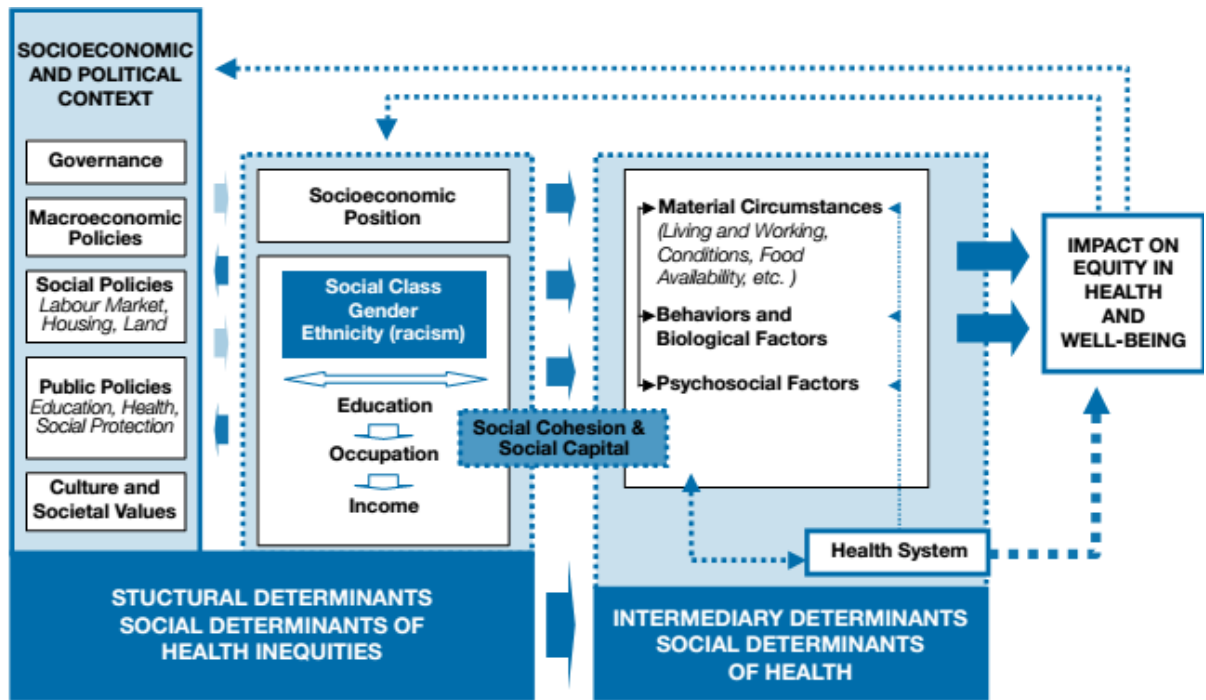 SOCIOECONOMIC
AND POLITICAL
CONTEXT
Governance
Macroeconomic
Policies
Social Policies
Labour Market,
Housing, Land
Public Policies
Education, Health,
Social Protection
Culture and
Societal Values
Socioeconomic
Position
Social Class
Gender
Ethnicity (racism)
Education
Occupation
Income
Social Cohesion &
Social Capital
Material Circumstances
(Living and Working,
Conditions, Food
Availability, etc. )
Behaviors and
Biological Factors
Psychosocial Factors
Health System
IMPACT ON
EQUITY IN
HEALTH
AND
WELL-BEING
STUCTURAL DETERMINANTS
SOCIAL DETERMINANTS OF
HEALTH INEQUITIES
INTERMEDIARY DETERMINANTS
SOCIAL DETERMINANTS
OF HEALTH